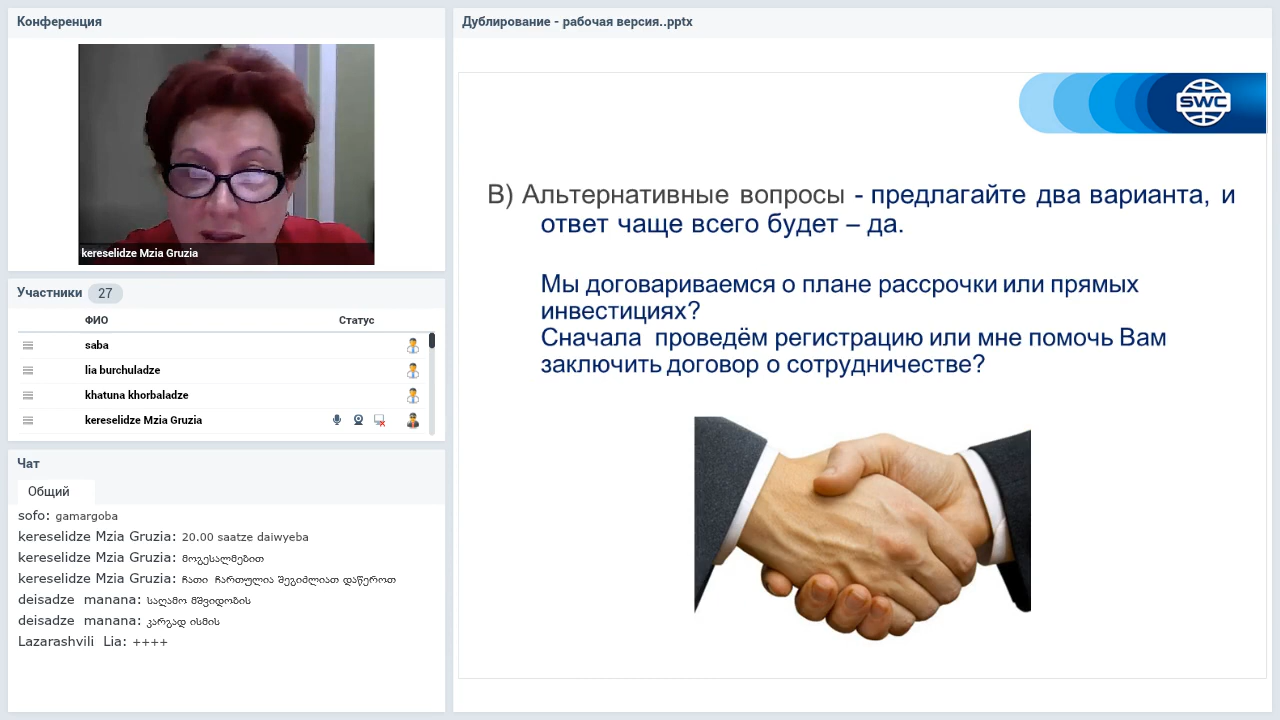 Конференция
kereselidze Mzia Gruzia
Участники 27
ФИО Статус
saba
lia burchuladze
khatuna khorbaladze
kereselidze Mzia Gruzia
Чат
Общий
sofo: gamargoba
kereselidze Mzia Gruzia: 20.00 saatze daiwyeba
kereselidze Mzia Gruzia: მოგესალმებით
kereselidze Mzia Gruzia: ჩათი ჩართულია შეგიძლიათ დაწეროთ
deisadze manana: საღამო მშვიდობის
deisadze manana: კარგად ისმის
Lazarashvili Lia: ++++
Дублирование - рабочая версия..pptx
SWC
В) Альтернативные вопросы - предлагайте два варианта, и
ответ чаще всего будет – да.
Мы договариваемся о плане рассрочки или прямых
инвестициях?
Сначала проведём регистрацию или мне помочь Вам
заключить договор о сотрудничестве?